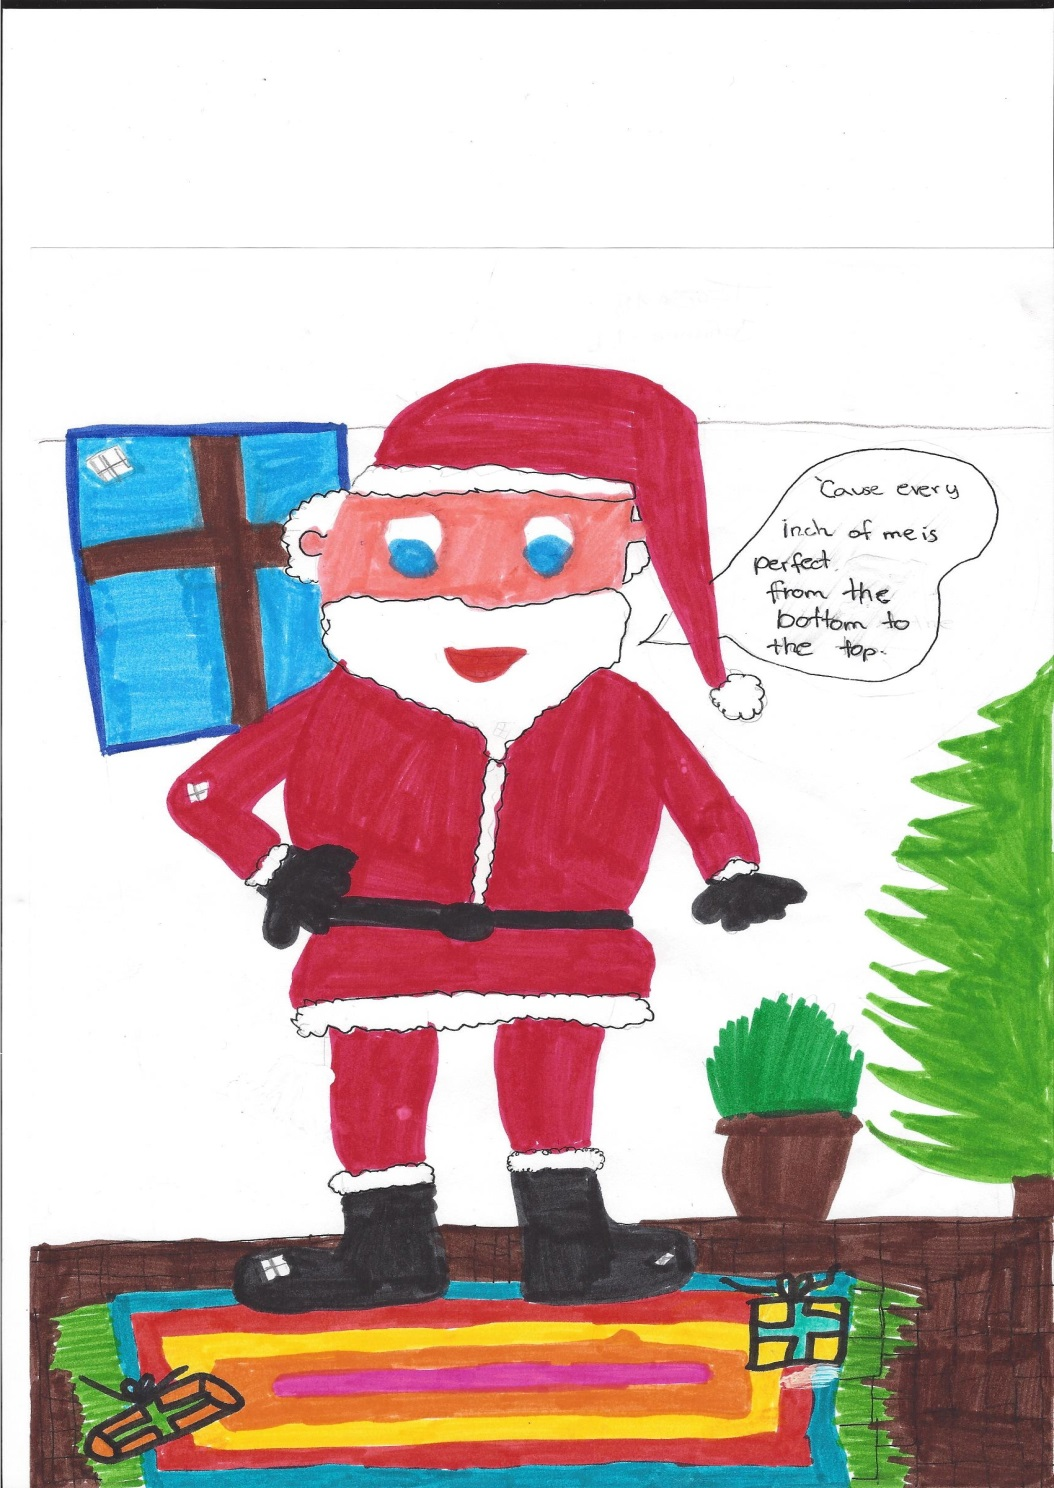 'Cause every
inch of me is
perfect.
from the
bottom to
the top.